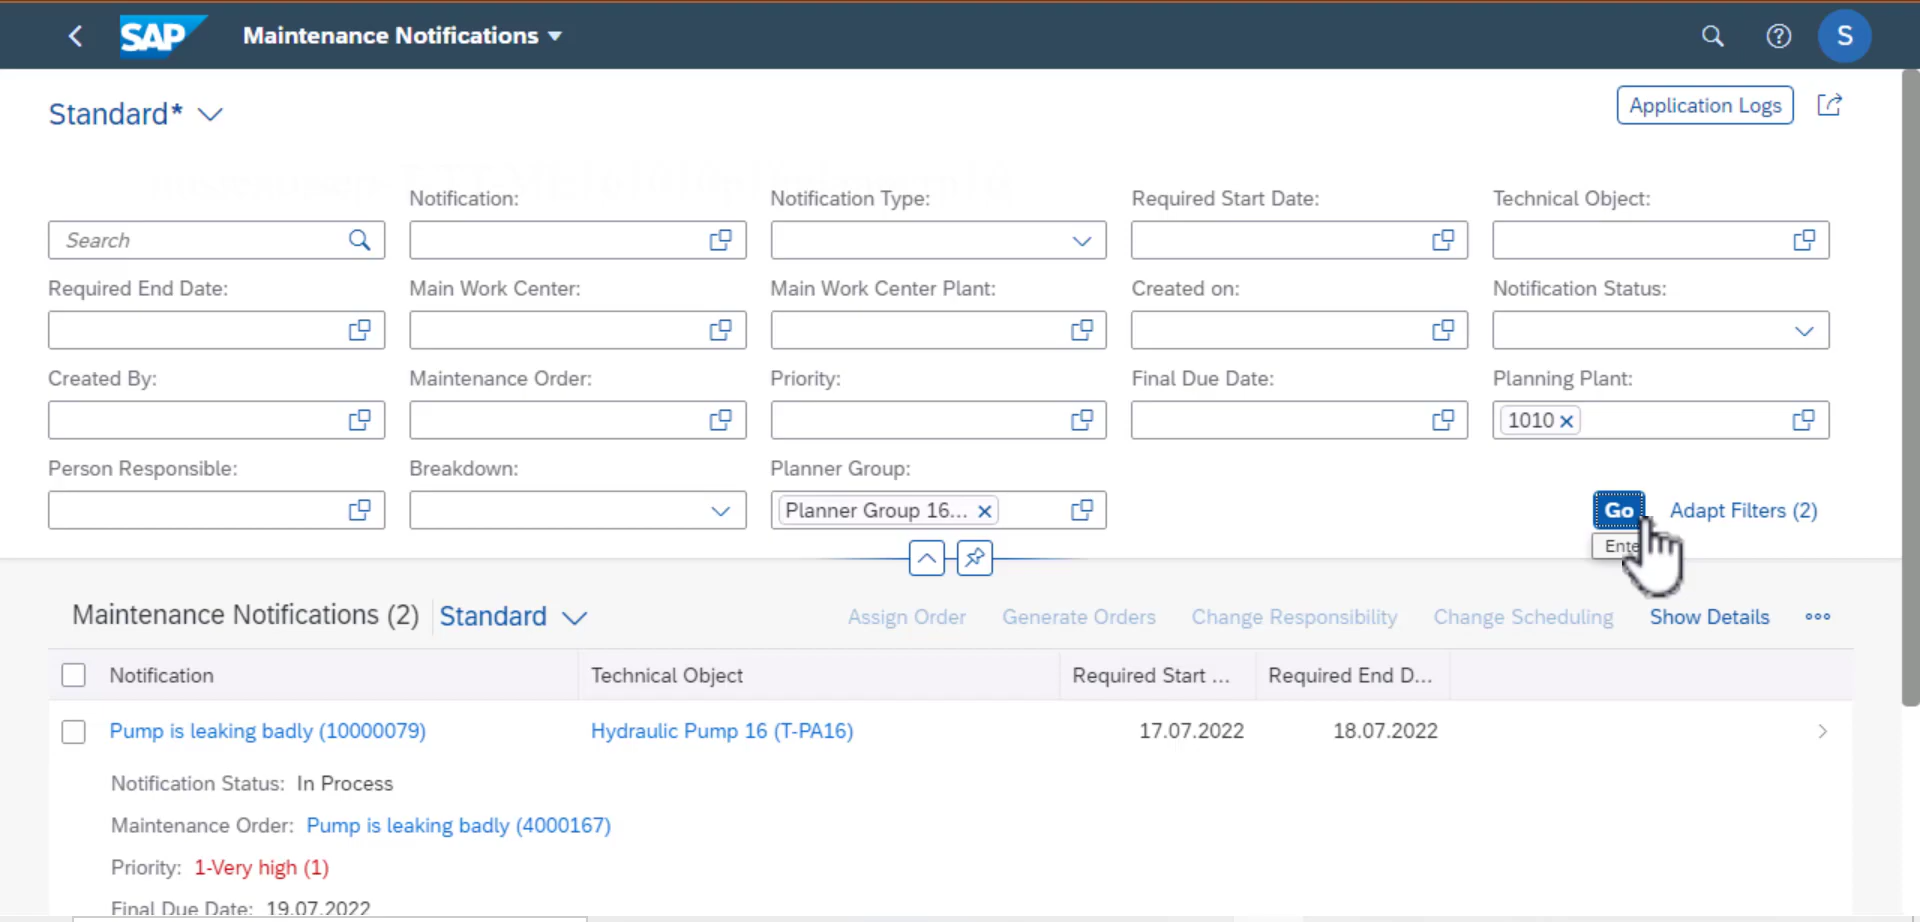 SAP Maintenance Notifications S
Standard* Application Logs
Notification: Notification Type: Required Start Date: Technical Object:
Search
Required End Date: Main Work Center: Main Work Center Plant: Created on: Notification Status:
Created By: Maintenance Order: Priority: Final Due Date: Planning Plant:
1010
Person Responsible: Breakdown: Planner Group:
Planner Group 16... Go Adapt Filters (2)
Maintenance Notifications (2) Standard Assign Order Generate Orders Change Responsibility Change Scheduling Show Details
Notification Technical Object Required Start ... Required End D...
Pump is leaking badly (10000079) Hydraulic Pump 16 (T-PA16) 17.07.2022 18.07.2022
Notification Status: In Process
Maintenance Order: Pump is leaking badly (4000167)
Priority: 1-Very high (1)
Final Due Date: 19.07.2022